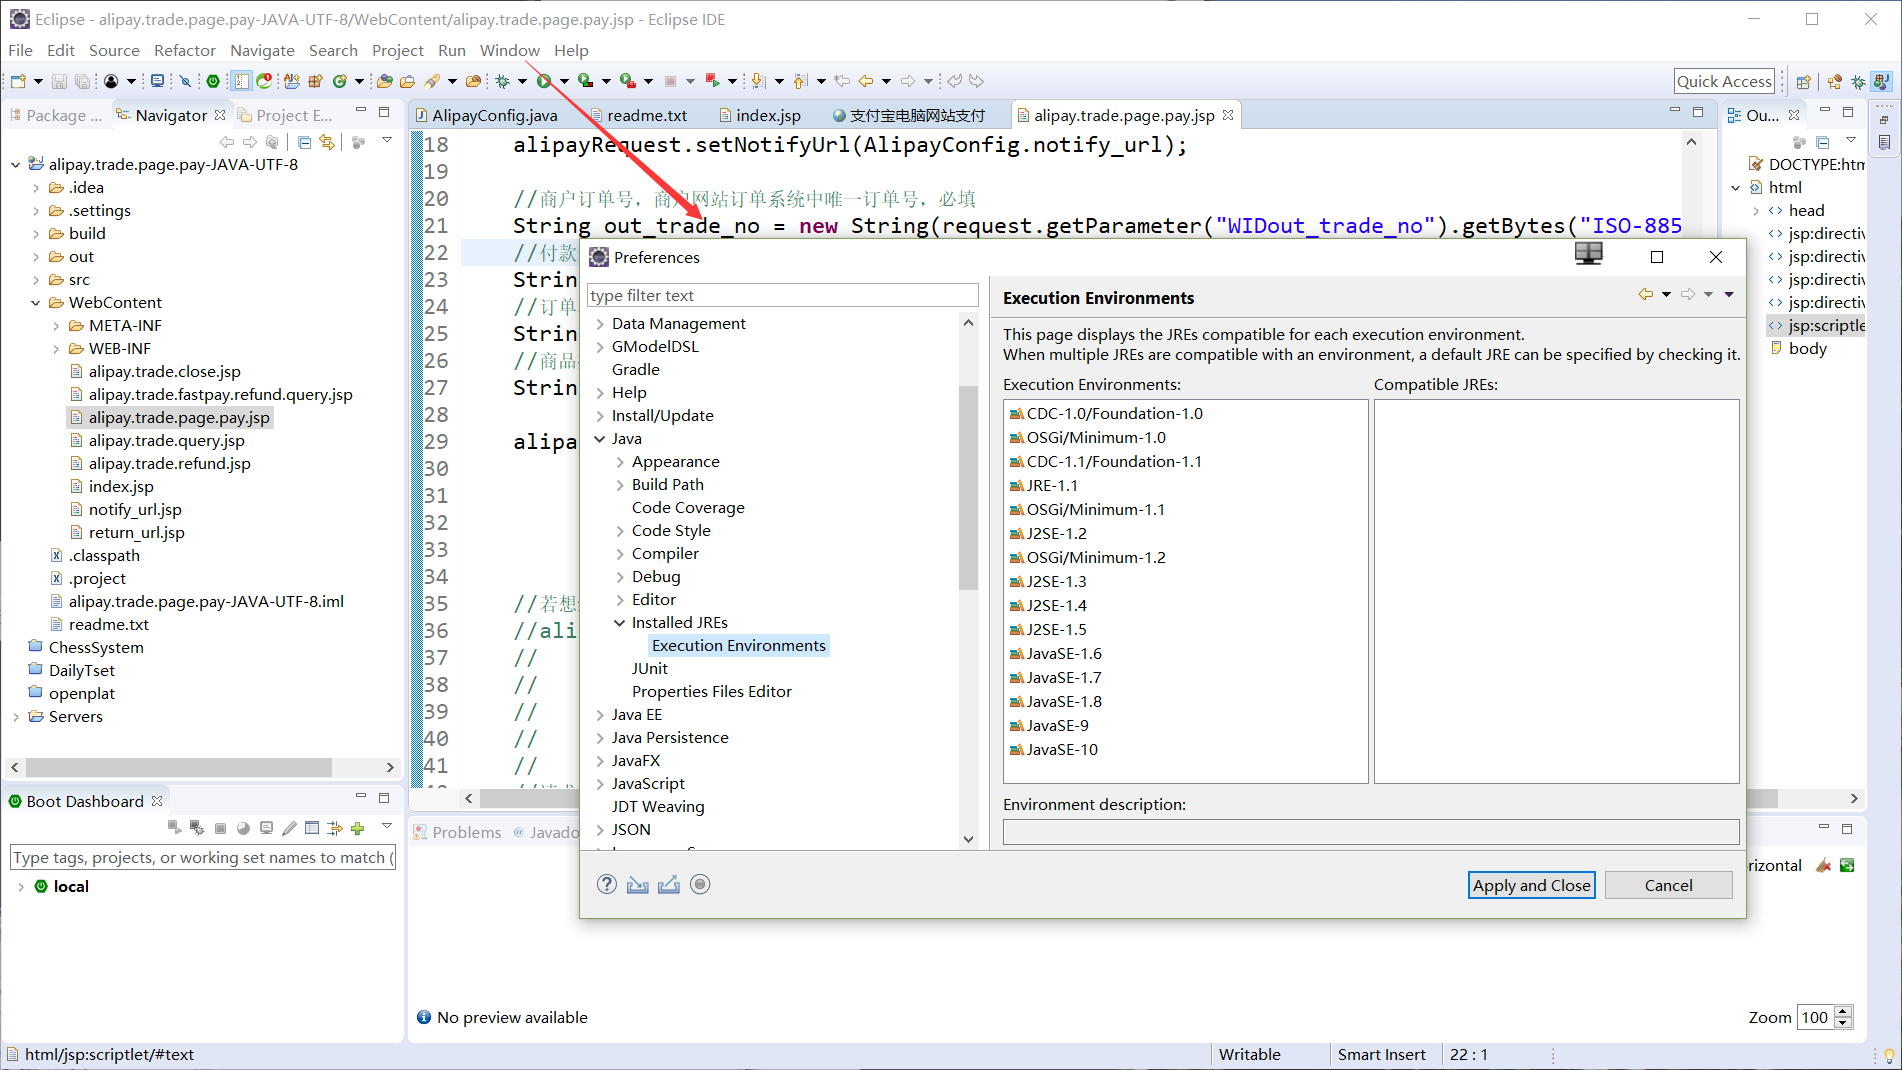 Eclipse - alipay.trade.page.pay-JAVA-UTF-8/WebContent/alipay.trade.page.pay.jsp - Eclipse IDE
File Edit Source Refactor Navigate Search Project Run Window Help
Quick Access
Package ...
Navigator
Project E...
alipay.trade.page.pay-JAVA-UTF-8
.idea
.settings
build
out
src
WebContent
META-INF
WEB-INF
alipay.trade.close.jsp
alipay.trade.fastpay.refund.query.jsp
alipay.trade.page.pay.jsp
alipay.trade.query.jsp
alipay.trade.refund.jsp
index.jsp
notify_url.jsp
return_url.jsp
.classpath
.project
alipay.trade.page.pay-JAVA-UTF-8.iml
readme.txt
ChessSystem
DailyTset
openplat
Servers
Boot Dashboard
Type tags, projects, or working set names to match (
local
AlipayConfig.java
readme.txt
index.jsp
支付宝电脑网站支付
alipay.trade.page.pay.jsp
18 alipayRequest.setNotifyUrl(AlipayConfig.notify_url);
19
20 //商户订单号，商户网站订单系统中唯一订单号，必填
21 String out_trade_no = new String(request.getParameter("WIDout_trade_no").getBytes("ISO-885
22 //付款
23 Strin
24 //订单
25 Strin
26 //商品
27 Strin
28
29 alipa
30
31
32
33
34
35 //若想
36 //ali
37 //
38 //
39 //
40 //
41 //
Preferences
type filter text
Data Management
GModelDSL
Gradle
Help
Install/Update
Java
Appearance
Build Path
Code Coverage
Code Style
Compiler
Debug
Editor
Installed JREs
Execution Environments
JUnit
Properties Files Editor
Java EE
Java Persistence
JavaFX
JavaScript
JDT Weaving
JSON
Execution Environments
This page displays the JREs compatible for each execution environment.
When multiple JREs are compatible with an environment, a default JRE can be specified by checking it.
Execution Environments:
CDC-1.0/Foundation-1.0
OSGi/Minimum-1.0
CDC-1.1/Foundation-1.1
JRE-1.1
OSGi/Minimum-1.1
J2SE-1.2
OSGi/Minimum-1.2
J2SE-1.3
J2SE-1.4
J2SE-1.5
JavaSE-1.6
JavaSE-1.7
JavaSE-1.8
JavaSE-9
JavaSE-10
Compatible JREs:
Environment description:
Apply and Close
Cancel
Ou...
DOCTYPE:htm
html
head
jsp:directiv
jsp:directiv
jsp:directiv
jsp:directiv
jsp:scriptle
body
Problems
@ Javado
rizontal
No preview available
Zoom 100
html/jsp:scriptlet/#text
Writable
Smart Insert
22 : 1